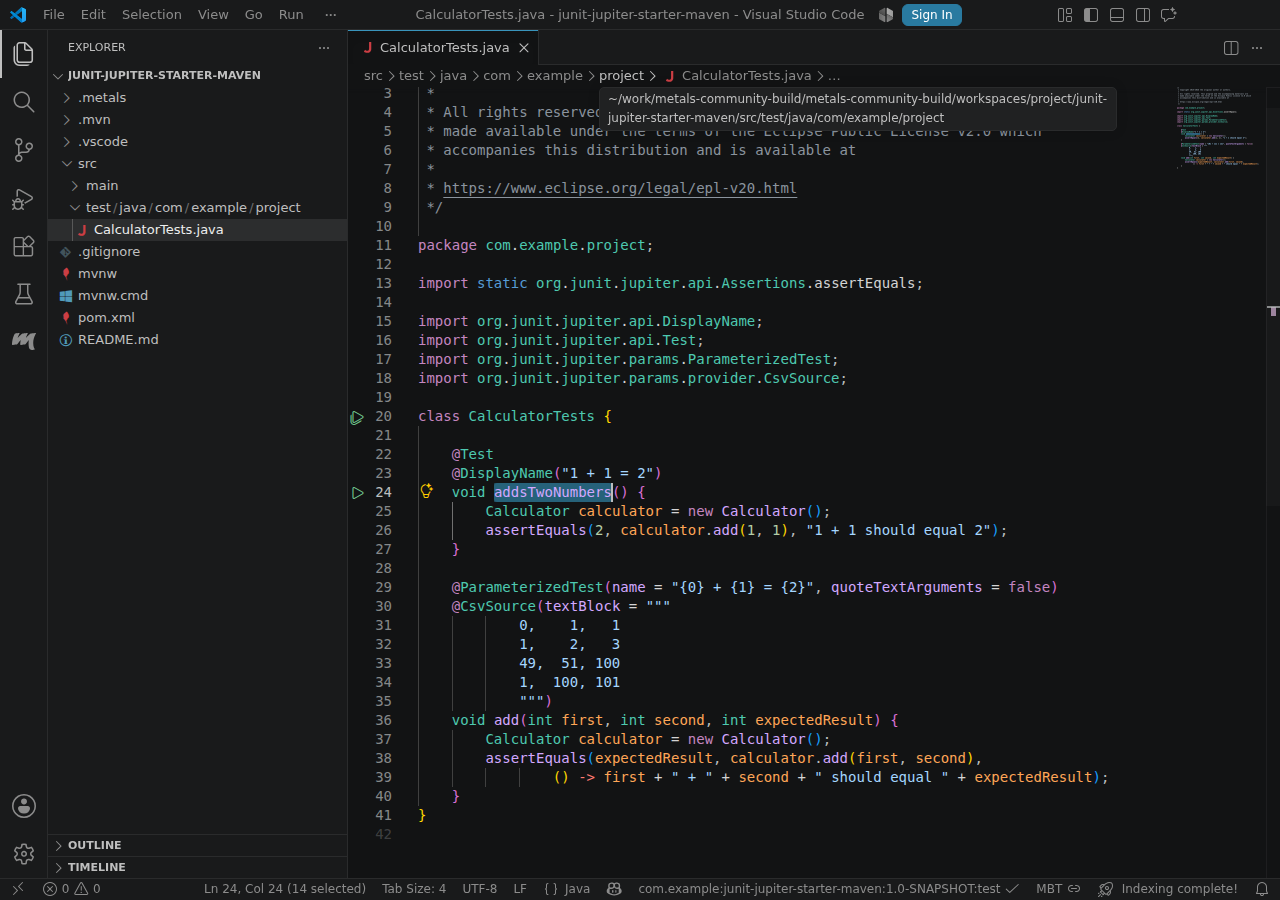 File Edit Selection View Go Run ··· CalculatorTests.java - junit-jupiter-starter-maven - Visual Studio Code Sign In
EXPLORER ···
JUNIT-JUPITER-STARTER-MAVEN
.metals
.mvn
.vscode
src
main
test/java/com/example/project
CalculatorTests.java
.gitignore
mvnw
mvnw.cmd
pom.xml
README.md
OUTLINE
TIMELINE
CalculatorTests.java
src > test > java > com > example > project > CalculatorTests.java > ...
~/work/metals-community-build/metals-community-build/workspaces/project/junit-
jupiter-starter-maven/src/test/java/com/example/project
3 *
4 * All rights reserved
5 * made available under the terms of the Eclipse Public License v2.0 which
6 * accompanies this distribution and is available at
7 *
8 * https://www.eclipse.org/legal/epl-v20.html
9 */
10
11 package com.example.project;
12
13 import static org.junit.jupiter.api.Assertions.assertEquals;
14
15 import org.junit.jupiter.api.DisplayName;
16 import org.junit.jupiter.api.Test;
17 import org.junit.jupiter.params.ParameterizedTest;
18 import org.junit.jupiter.params.provider.CsvSource;
19
20 class CalculatorTests {
21
22 @Test
23 @DisplayName("1 + 1 = 2")
24 void addsTwoNumbers() {
25 Calculator calculator = new Calculator();
26 assertEquals(2, calculator.add(1, 1), "1 + 1 should equal 2");
27 }
28
29 @ParameterizedTest(name = "{0} + {1} = {2}", quoteTextArguments = false)
30 @CsvSource(textBlock = """
31 0, 1, 1
32 1, 2, 3
33 49, 51, 100
34 1, 100, 101
35 """)
36 void add(int first, int second, int expectedResult) {
37 Calculator calculator = new Calculator();
38 assertEquals(expectedResult, calculator.add(first, second),
39 () -> first + " + " + second + " should equal " + expectedResult);
40 }
41 }
42
0 0 Ln 24, Col 24 (14 selected) Tab Size: 4 UTF-8 LF { } Java com.example:junit-jupiter-starter-maven:1.0-SNAPSHOT:test MBT Indexing complete!